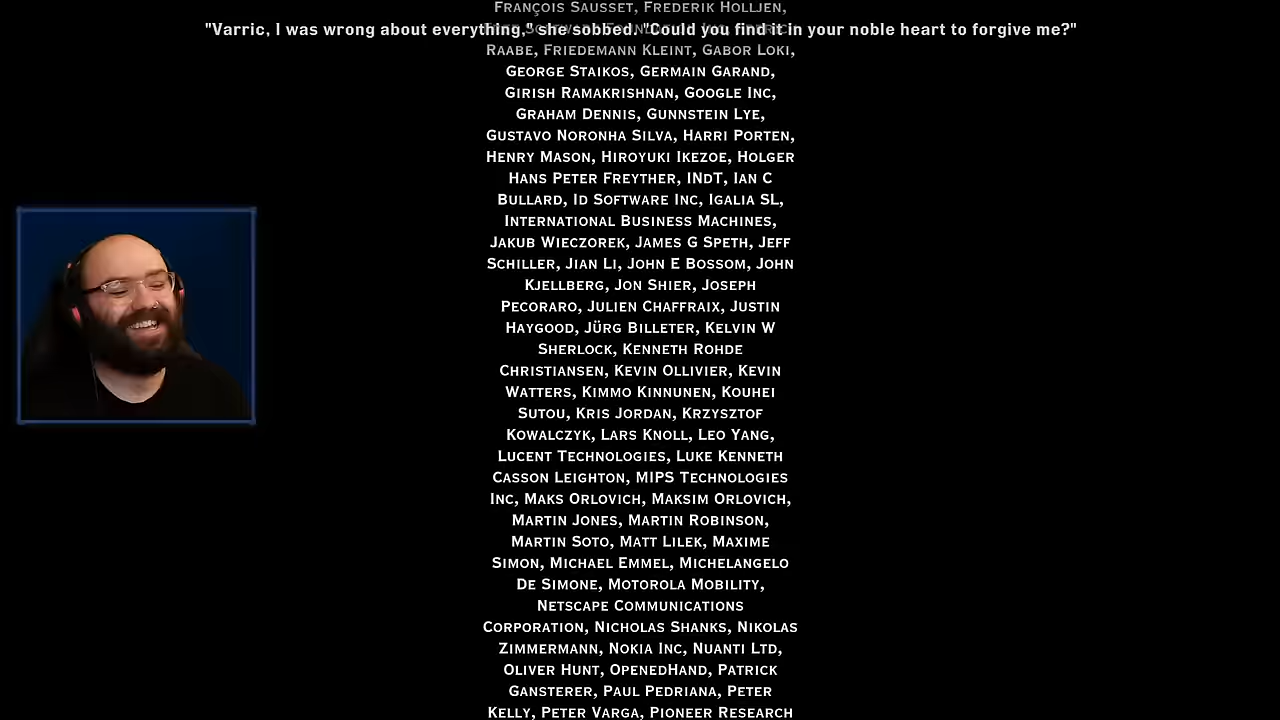 François Sausset, Frederik Holljen,
"Varric, I was wrong about everything," she sobbed. "Could you find it in your noble heart to forgive me?"
Raabe, Friedemann Kleint, Gabor Loki,
George Staikos, Germain Garand,
Girish Ramakrishnan, Google Inc,
Graham Dennis, Gunnstein Lye,
Gustavo Noronha Silva, Harri Porten,
Henry Mason, Hiroyuki Ikezoe, Holger
Hans Peter Freyther, INdT, Ian C
Bullard, Id Software Inc, Igalia SL,
International Business Machines,
Jakub Wieczorek, James G Speth, Jeff
Schiller, Jian Li, John E Bossom, John
Kjellberg, Jon Shier, Joseph
Pecoraro, Julien Chaffraix, Justin
Haygood, Jürg Billeter, Kelvin W
Sherlock, Kenneth Rohde
Christiansen, Kevin Ollivier, Kevin
Watters, Kimmo Kinnunen, Kouhei
Sutou, Kris Jordan, Krzysztof
Kowalczyk, Lars Knoll, Leo Yang,
Lucent Technologies, Luke Kenneth
Casson Leighton, MIPS Technologies
Inc, Maks Orlovich, Maksim Orlovich,
Martin Jones, Martin Robinson,
Martin Soto, Matt Lilek, Maxime
Simon, Michael Emmel, Michelangelo
De Simone, Motorola Mobility,
Netscape Communications
Corporation, Nicholas Shanks, Nikolas
Zimmermann, Nokia Inc, Nuanti Ltd,
Oliver Hunt, OpenedHand, Patrick
Gansterer, Paul Pedriana, Peter
Kelly, Peter Varga, Pioneer Research